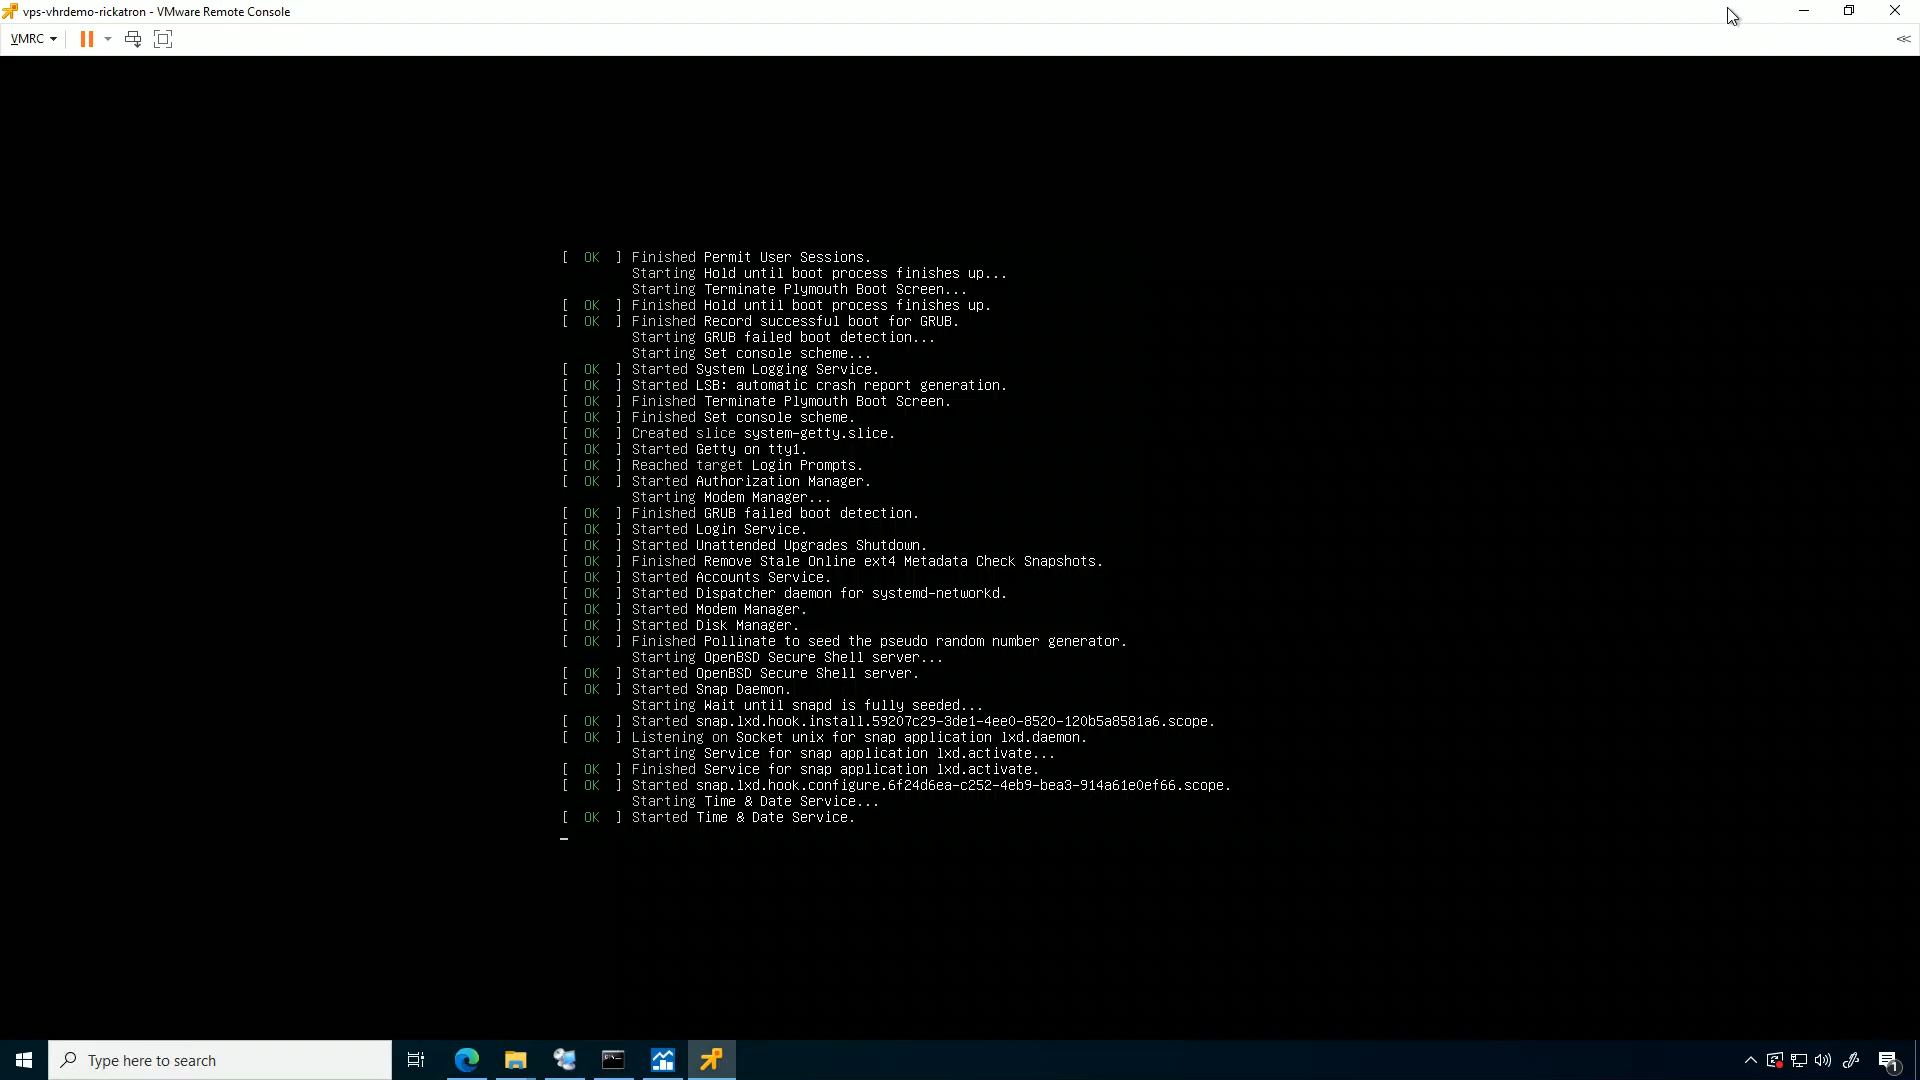 vps-vhrdemo-rickatron - VMware Remote Console
VMRC
[  OK  ] Finished Permit User Sessions.
Starting Hold until boot process finishes up...
Starting Terminate Plymouth Boot Screen...
[  OK  ] Finished Hold until boot process finishes up.
[  OK  ] Finished Record successful boot for GRUB.
Starting GRUB failed boot detection...
Starting Set console scheme...
[  OK  ] Started System Logging Service.
[  OK  ] Started LSB: automatic crash report generation.
[  OK  ] Finished Terminate Plymouth Boot Screen.
[  OK  ] Finished Set console scheme.
[  OK  ] Created slice system-getty.slice.
[  OK  ] Started Getty on tty1.
[  OK  ] Reached target Login Prompts.
[  OK  ] Started Authorization Manager.
Starting Modem Manager...
[  OK  ] Finished GRUB failed boot detection.
[  OK  ] Started Login Service.
[  OK  ] Started Unattended Upgrades Shutdown.
[  OK  ] Finished Remove Stale Online ext4 Metadata Check Snapshots.
[  OK  ] Started Accounts Service.
[  OK  ] Started Dispatcher daemon for systemd-networkd.
[  OK  ] Started Modem Manager.
[  OK  ] Started Disk Manager.
[  OK  ] Finished Pollinate to seed the pseudo random number generator.
Starting OpenBSD Secure Shell server...
[  OK  ] Started OpenBSD Secure Shell server.
[  OK  ] Started Snap Daemon.
Starting Wait until snapd is fully seeded...
[  OK  ] Started snap.lxd.hook.install.59207c29-3de1-4ee0-8520-120b5a8581a6.scope.
[  OK  ] Listening on Socket unix for snap application lxd.daemon.
Starting Service for snap application lxd.activate...
[  OK  ] Finished Service for snap application lxd.activate.
[  OK  ] Started snap.lxd.hook.configure.6f24d6ea-c252-4eb9-bea3-914a61e0ef66.scope.
Starting Time & Date Service...
[  OK  ] Started Time & Date Service.
Type here to search
1